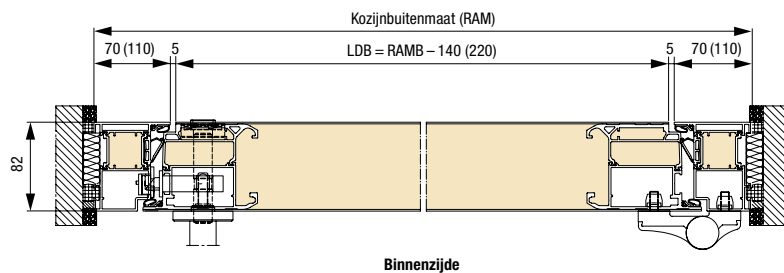 Kozijnbuitenmaat (RAM)
70 (110) 5 LDB = RAMB – 140 (220) 5 70 (110)
82
Binnenzijde